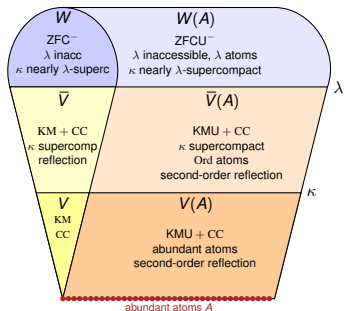 W
ZFC⁻
λ inacc
κ nearly λ-superc
W(A)
ZFCU⁻
λ inaccessible, λ atoms
κ nearly λ-supercompact
λ
V̅
KM + CC
κ supercomp
reflection
V̅(A)
KMU + CC
κ supercompact
Ord atoms
second-order reflection
κ
V
KM
CC
V(A)
KMU + CC
abundant atoms
second-order reflection
abundant atoms A